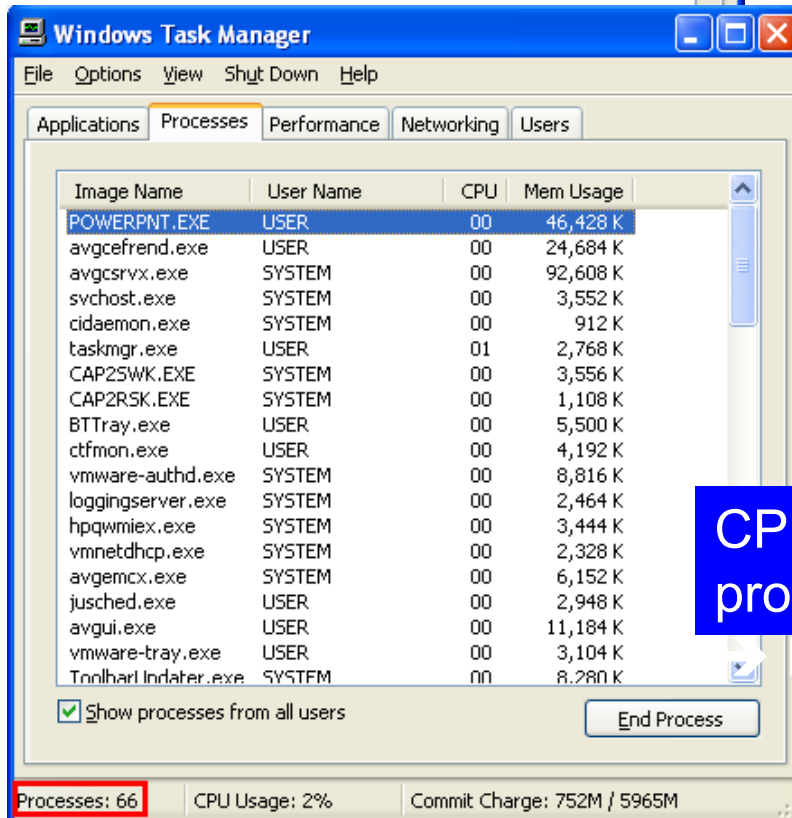 Windows Task Manager
File Options View Shut Down Help
Applications Processes Performance Networking Users
Image Name User Name CPU Mem Usage
POWERPNT.EXE USER 00 46,428 K
avgcefrend.exe USER 00 24,684 K
avgcsrvx.exe SYSTEM 00 92,608 K
svchost.exe SYSTEM 00 3,552 K
cidaemon.exe SYSTEM 00 912 K
taskmgr.exe USER 01 2,768 K
CAP2SWK.EXE SYSTEM 00 3,556 K
CAP2RSK.EXE SYSTEM 00 1,108 K
BTTray.exe USER 00 5,500 K
ctfmon.exe USER 00 4,192 K
vmware-authd.exe SYSTEM 00 8,816 K
loggingserver.exe SYSTEM 00 2,464 K
hpqwmiex.exe SYSTEM 00 3,444 K
vmnetdhcp.exe SYSTEM 00 2,328 K
avgemcx.exe SYSTEM 00 6,152 K
jusched.exe USER 00 2,948 K
avgui.exe USER 00 11,184 K
vmware-tray.exe USER 00 3,104 K
ToolbarUpdater.exe SYSTEM 00 8,280 K
CP
pro
Show processes from all users End Process
Processes: 66 CPU Usage: 2% Commit Charge: 752M / 5965M